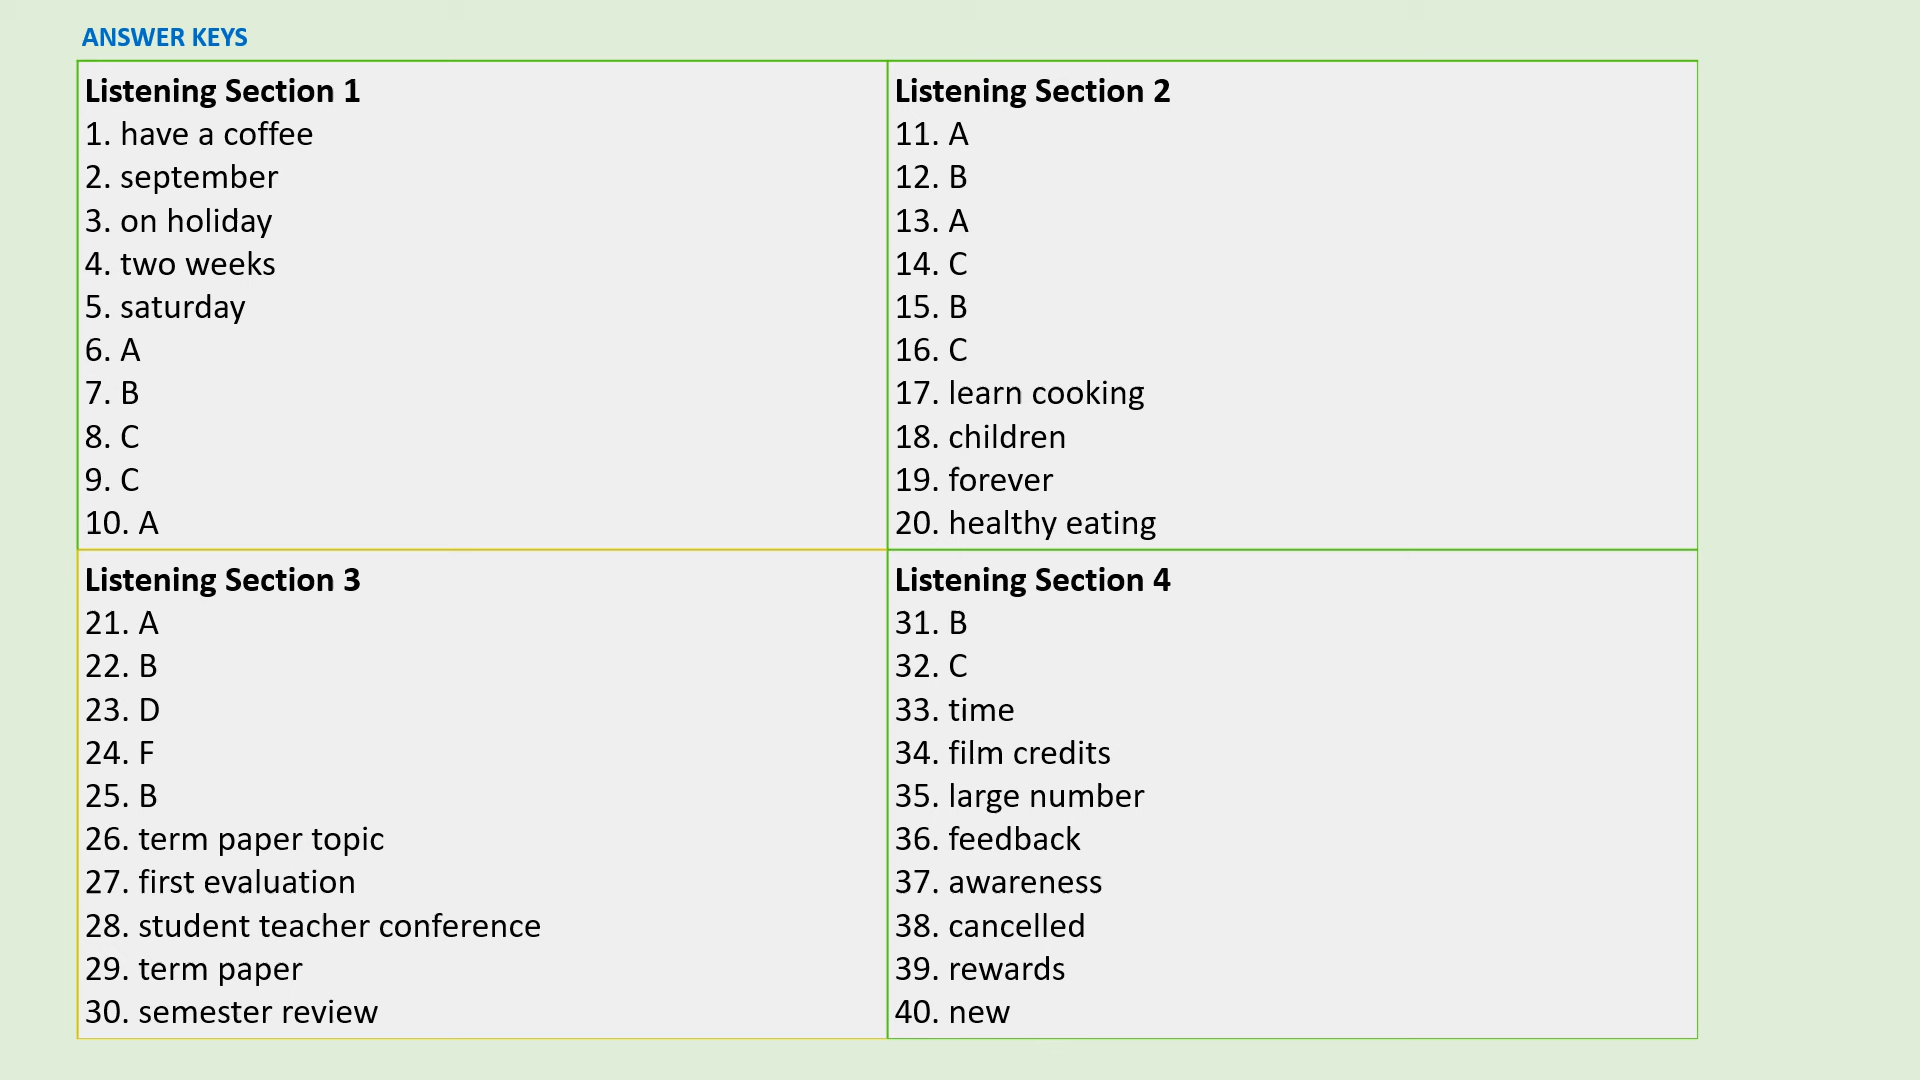 ANSWER KEYS
Listening Section 1
1. have a coffee
2. september
3. on holiday
4. two weeks
5. saturday
6. A
7. B
8. C
9. C
10. A
Listening Section 2
11. A
12. B
13. A
14. C
15. B
16. C
17. learn cooking
18. children
19. forever
20. healthy eating
Listening Section 3
21. A
22. B
23. D
24. F
25. B
26. term paper topic
27. first evaluation
28. student teacher conference
29. term paper
30. semester review
Listening Section 4
31. B
32. C
33. time
34. film credits
35. large number
36. feedback
37. awareness
38. cancelled
39. rewards
40. new